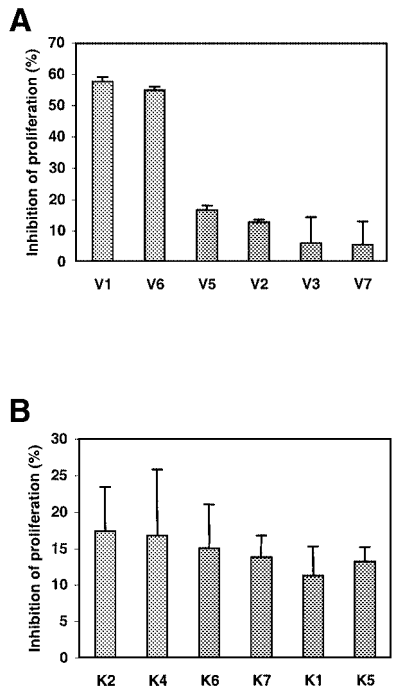 A
Inhibition of proliferation (%)
70
60
50
40
30
20
10
0
V1 V6 V5 V2 V3 V7
B
Inhibition of proliferation (%)
30
25
20
15
10
5
0
K2 K4 K6 K7 K1 K5